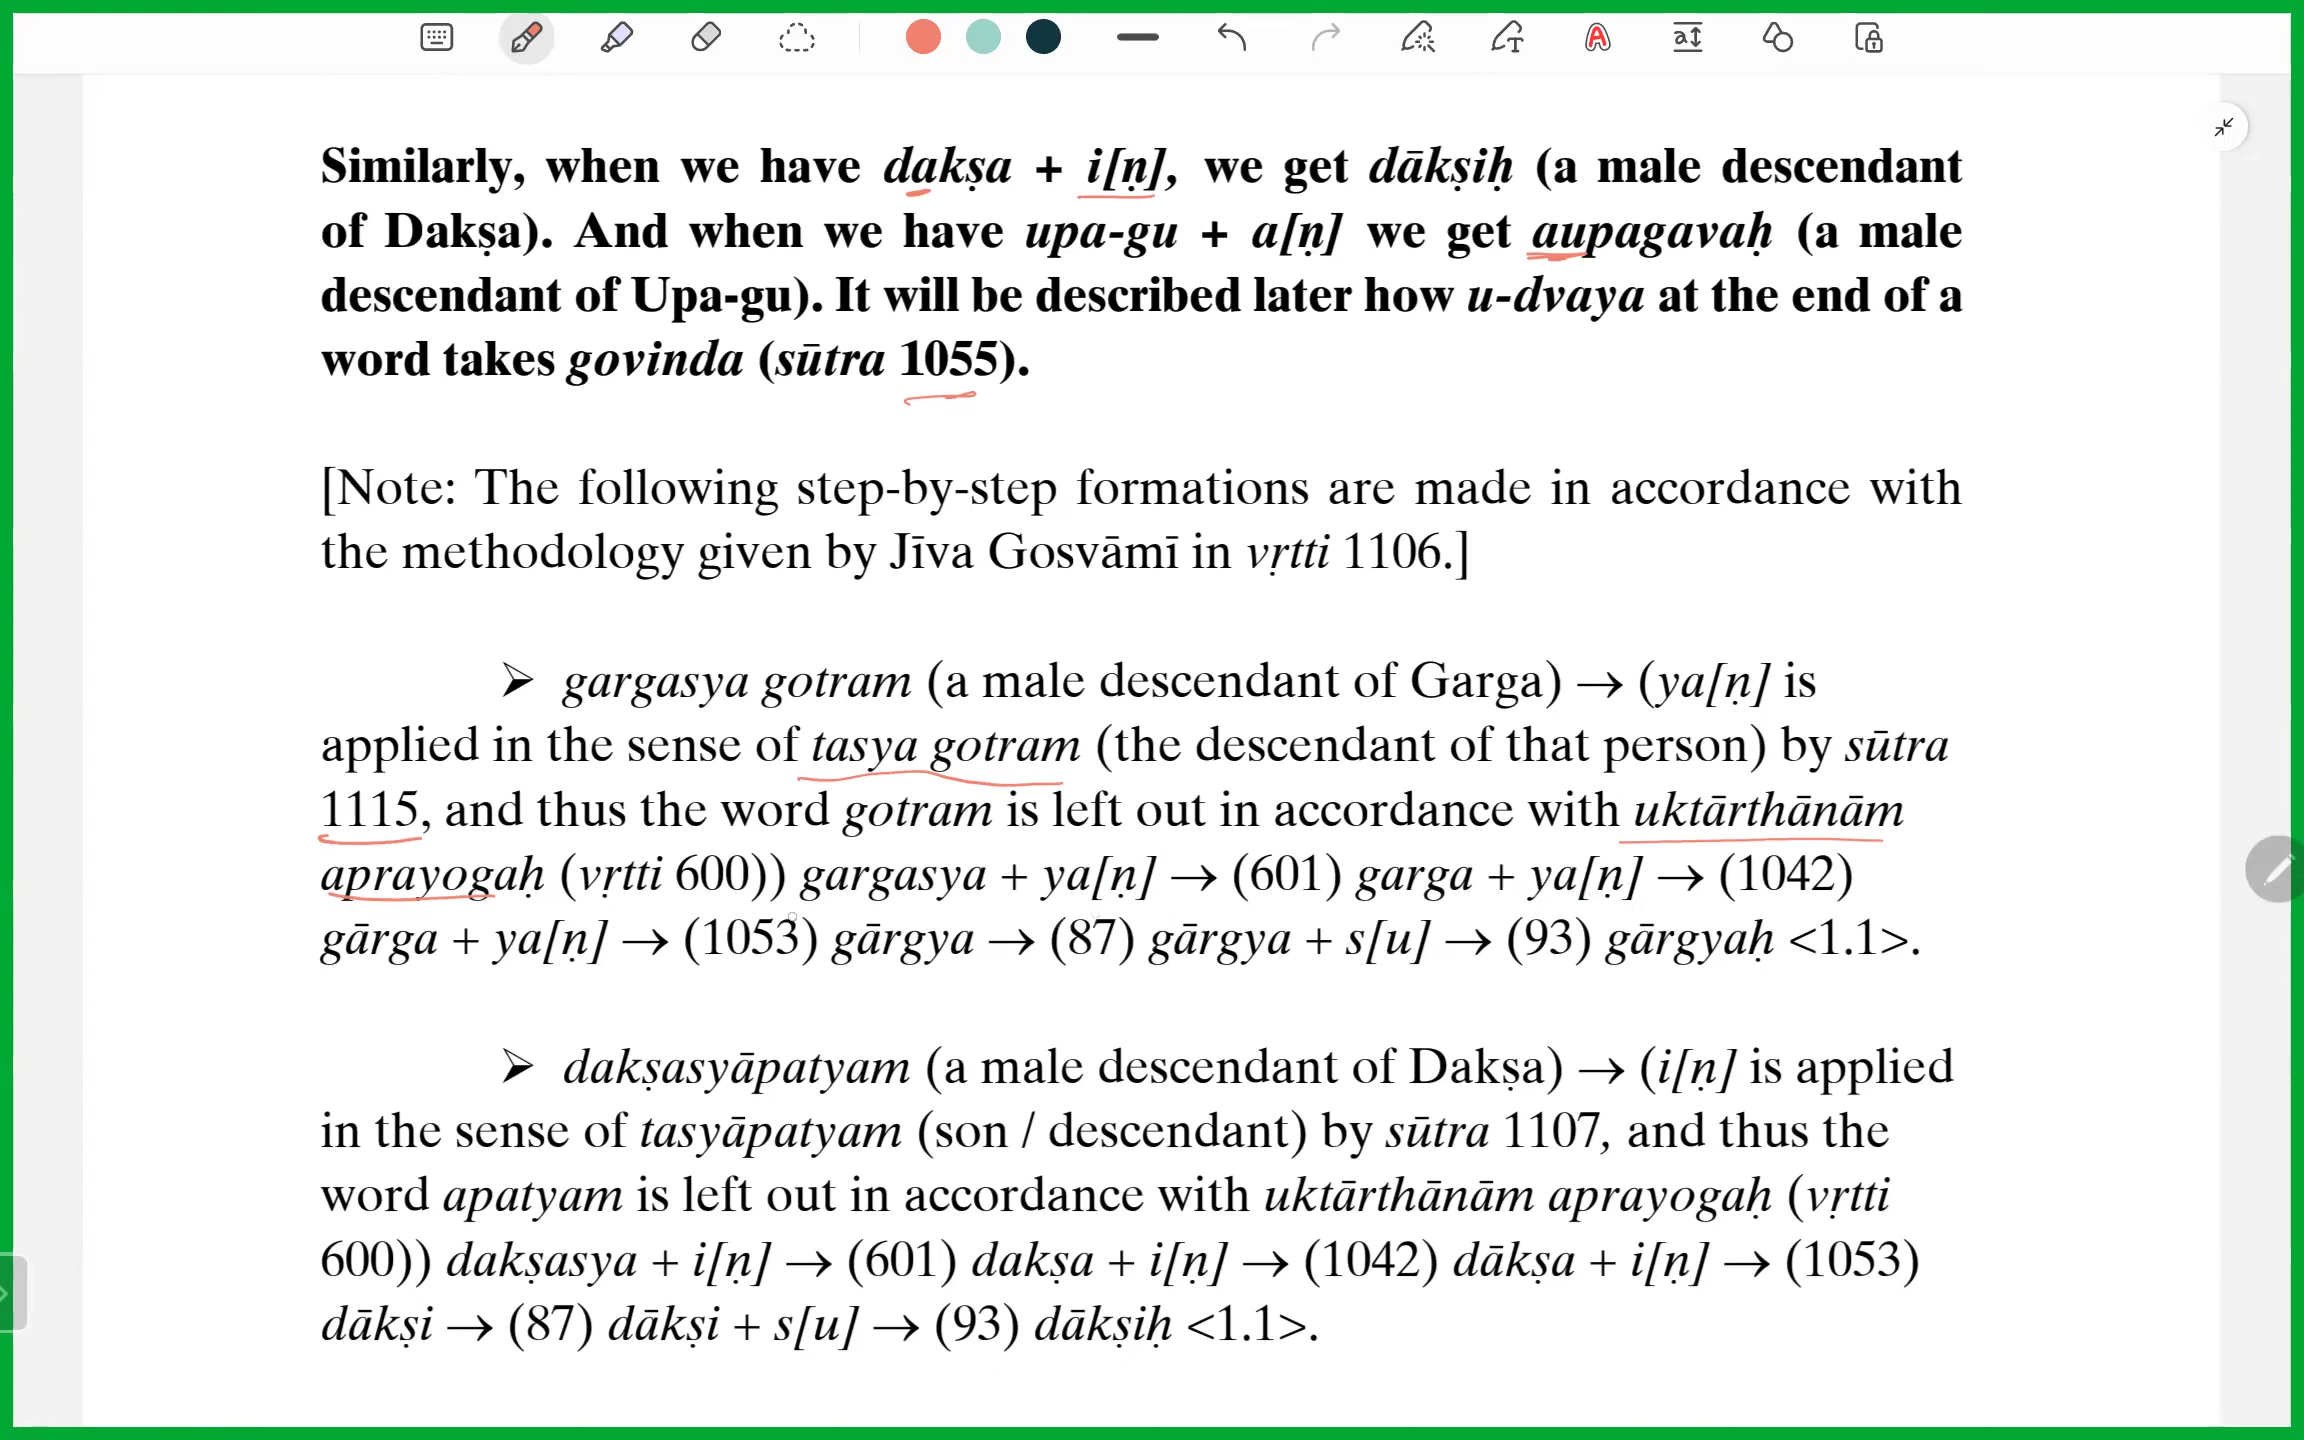 Similarly, when we have dakṣa + i[ṇ], we get dākṣiḥ (a male descendant
of Dakṣa). And when we have upa-gu + a[ṇ] we get aupagavaḥ (a male
descendant of Upa-gu). It will be described later how u-dvaya at the end of a
word takes govinda (sūtra 1055).
[Note: The following step-by-step formations are made in accordance with
the methodology given by Jīva Gosvāmī in vṛtti 1106.]
➢ gargasya gotram (a male descendant of Garga) → (ya[ṇ] is
applied in the sense of tasya gotram (the descendant of that person) by sūtra
1115, and thus the word gotram is left out in accordance with uktārthānām
aprayogaḥ (vṛtti 600)) gargasya + ya[ṇ] → (601) garga + ya[ṇ] → (1042)
gārga + ya[ṇ] → (1053) gārgya → (87) gārgya + s[u] → (93) gārgyaḥ <1.1>.
➢ dakṣasyāpatyam (a male descendant of Dakṣa) → (i[ṇ] is applied
in the sense of tasyāpatyam (son / descendant) by sūtra 1107, and thus the
word apatyam is left out in accordance with uktārthānām aprayogaḥ (vṛtti
600)) dakṣasya + i[ṇ] → (601) dakṣa + i[ṇ] → (1042) dākṣa + i[ṇ] → (1053)
dākṣi → (87) dākṣi + s[u] → (93) dākṣiḥ <1.1>.